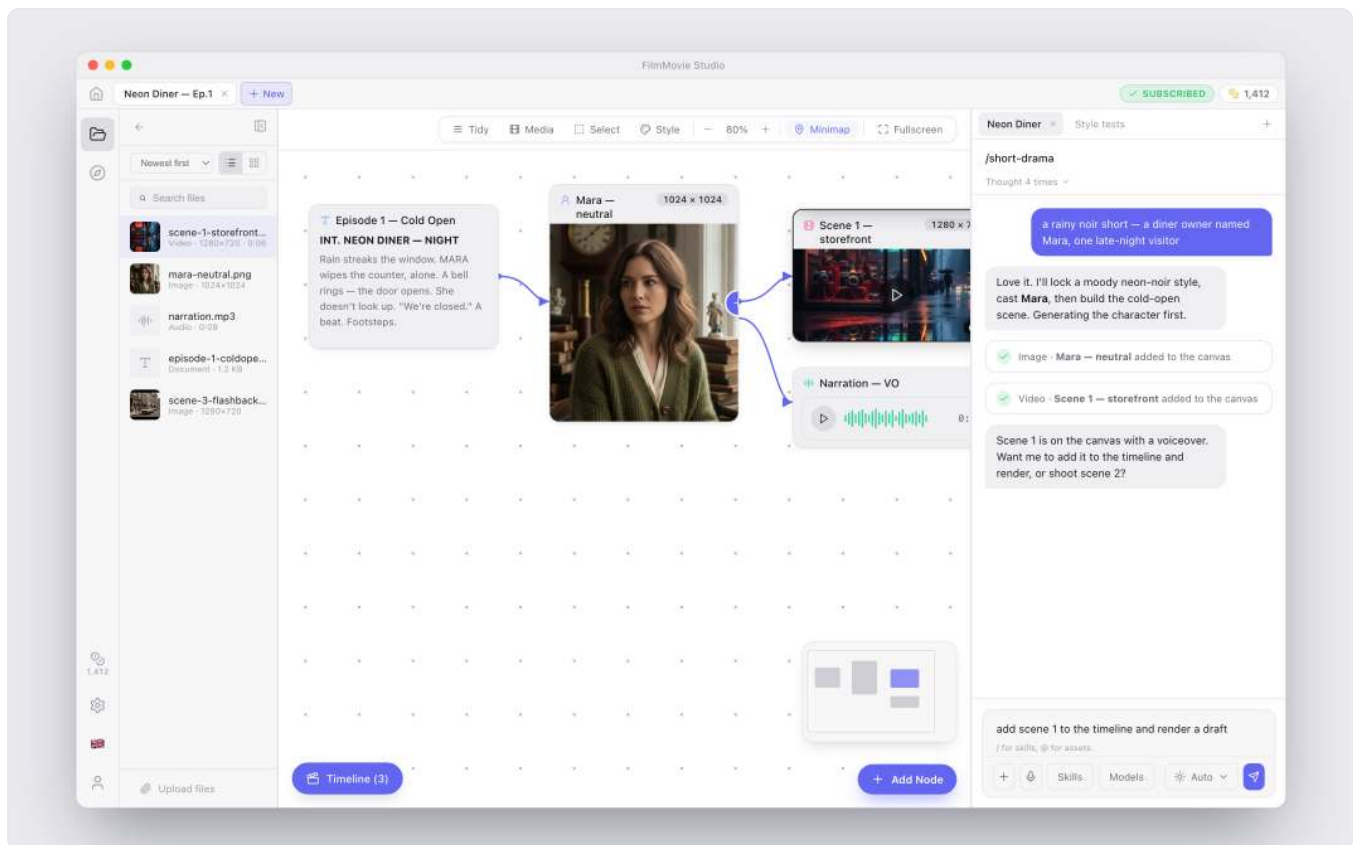 FilmMovie Studio
Neon Diner — Ep.1 ×
+ New
SUBSCRIBED
1,412
Newest first
Search files
scene-1-storefront...
Video · 1280×720 · 0:06
mara-neutral.png
Image · 1024×1024
narration.mp3
Audio · 0:28
episode-1-coldope...
Document · 1.2 KB
scene-3-flashback...
Image · 1280×720
1,412
Upload files
Tidy
Media
Select
Style
− 80% +
Minimap
Fullscreen
Episode 1 — Cold Open
INT. NEON DINER — NIGHT
Rain streaks the window. MARA
wipes the counter, alone. A bell
rings — the door opens. She
doesn't look up. "We're closed." A
beat. Footsteps.
Mara —
neutral
1024 × 1024
Scene 1 —
storefront
1280 × 7
Narration — VO
0:
Timeline (3)
+ Add Node
Neon Diner ×
Style tests
+
/short-drama
Thought 4 times
a rainy noir short — a diner owner named
Mara, one late-night visitor
Love it. I'll lock a moody neon-noir style,
cast Mara, then build the cold-open
scene. Generating the character first.
Image · Mara — neutral added to the canvas
Video · Scene 1 — storefront added to the canvas
Scene 1 is on the canvas with a voiceover.
Want me to add it to the timeline and
render, or shoot scene 2?
add scene 1 to the timeline and render a draft
/ for skills, @ for assets.
+
Skills
Models
Auto